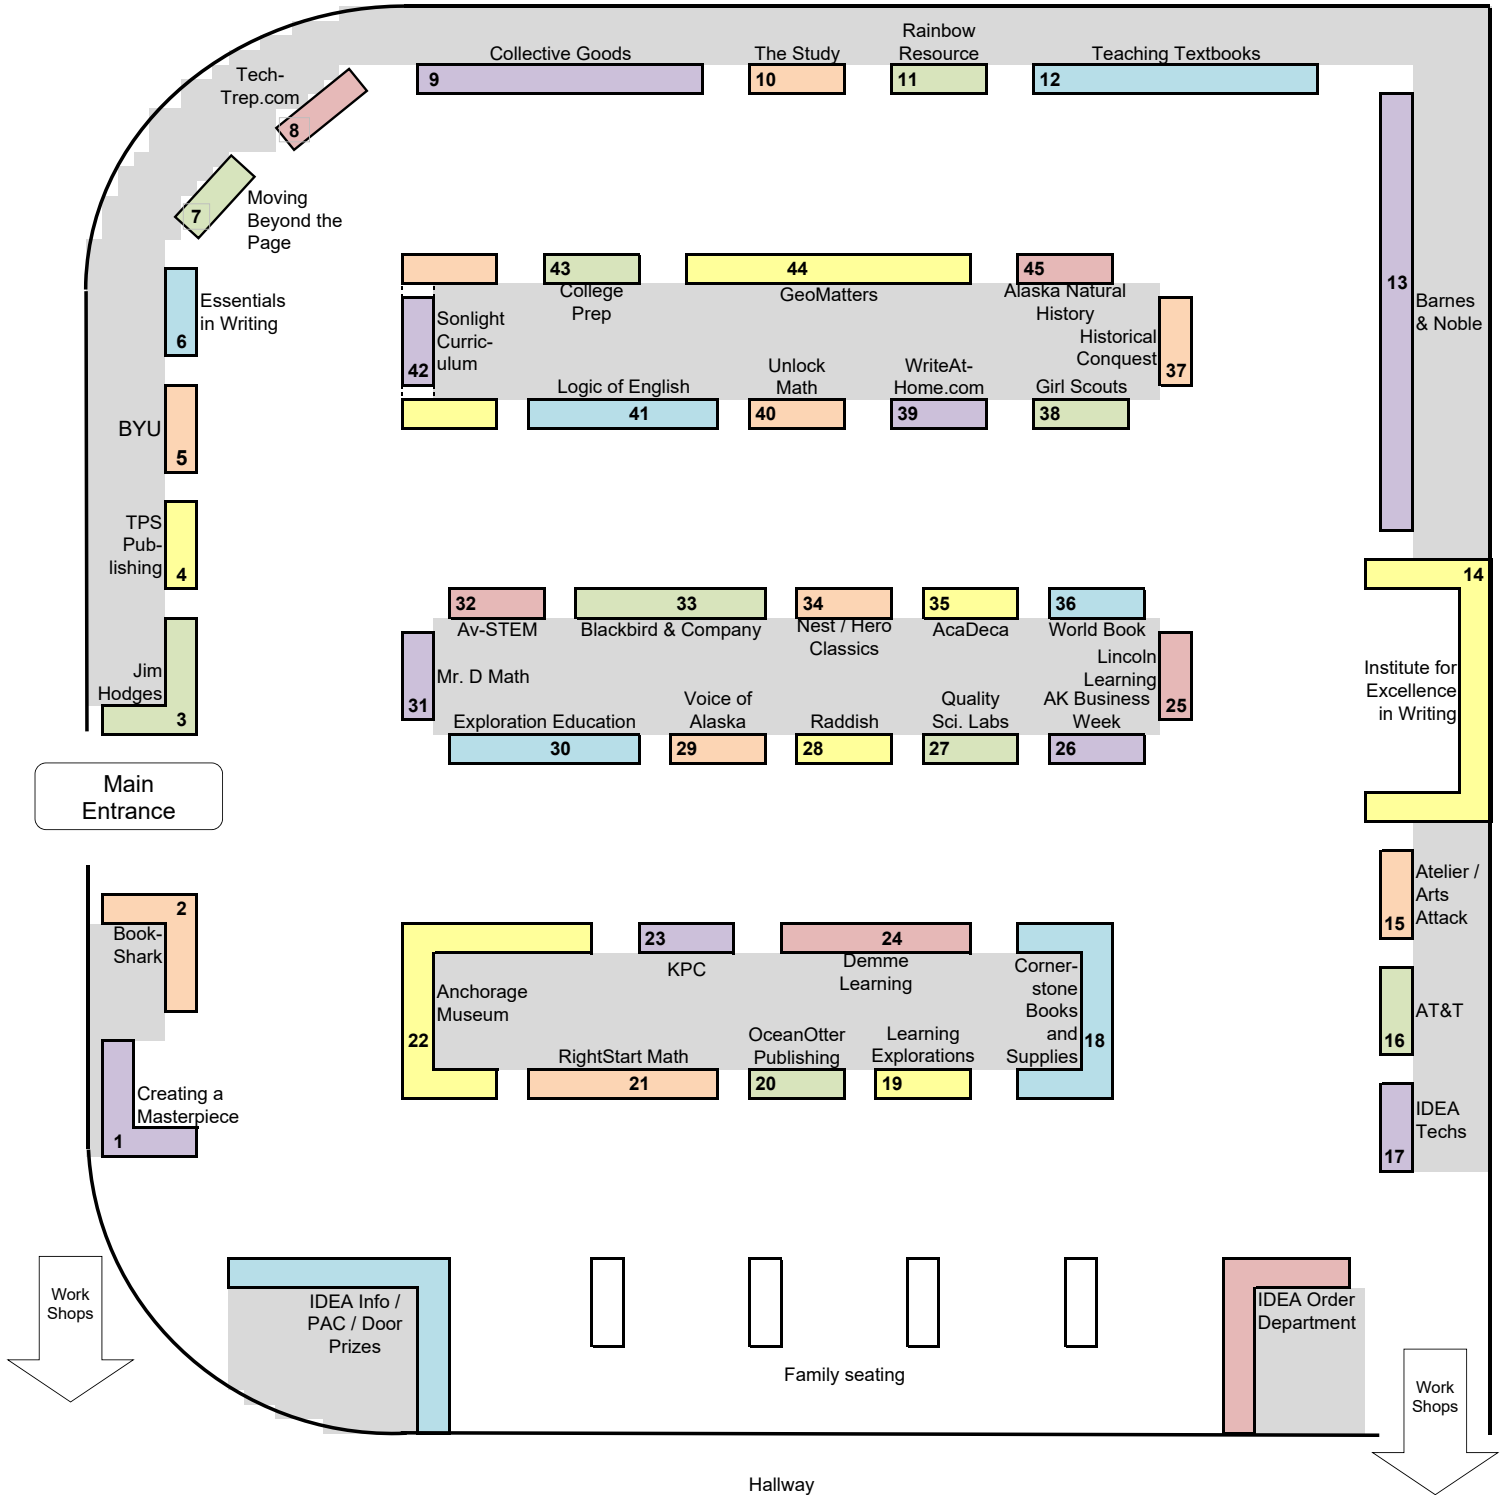 Rainbow
Resource
Collective Goods
The Study
Teaching Textbooks
9
10
11
12
Tech-
Trep.com
8
7
Moving
Beyond the
Page
Essentials
in Writing
6
BYU
5
TPS
Pub-
lishing
4
Jim
Hodges
3
Main
Entrance
43
44
45
College
Prep
GeoMatters
Alaska Natural
History
Sonlight
Curric-
ulum
42
Historical
Conquest
37
Logic of English
Unlock
Math
WriteAt-
Home.com
Girl Scouts
41
40
39
38
13
Barnes
& Noble
14
Institute for
Excellence
in Writing
32
33
34
35
36
Av-STEM
Blackbird & Company
Nest / Hero
Classics
AcaDeca
World Book
Mr. D Math
31
Lincoln
Learning
25
Exploration Education
Voice of
Alaska
Raddish
Quality
Sci. Labs
AK Business
Week
30
29
28
27
26
2
Book-
Shark
Creating a
Masterpiece
1
23
24
KPC
Demme
Learning
Anchorage
Museum
22
Corner-
stone
Books
and
Supplies
18
RightStart Math
OceanOtter
Publishing
Learning
Explorations
21
20
19
Atelier /
Arts
Attack
15
AT&T
16
IDEA
Techs
17
Work
Shops
IDEA Info /
PAC / Door
Prizes
Family seating
IDEA Order
Department
Work
Shops
Hallway